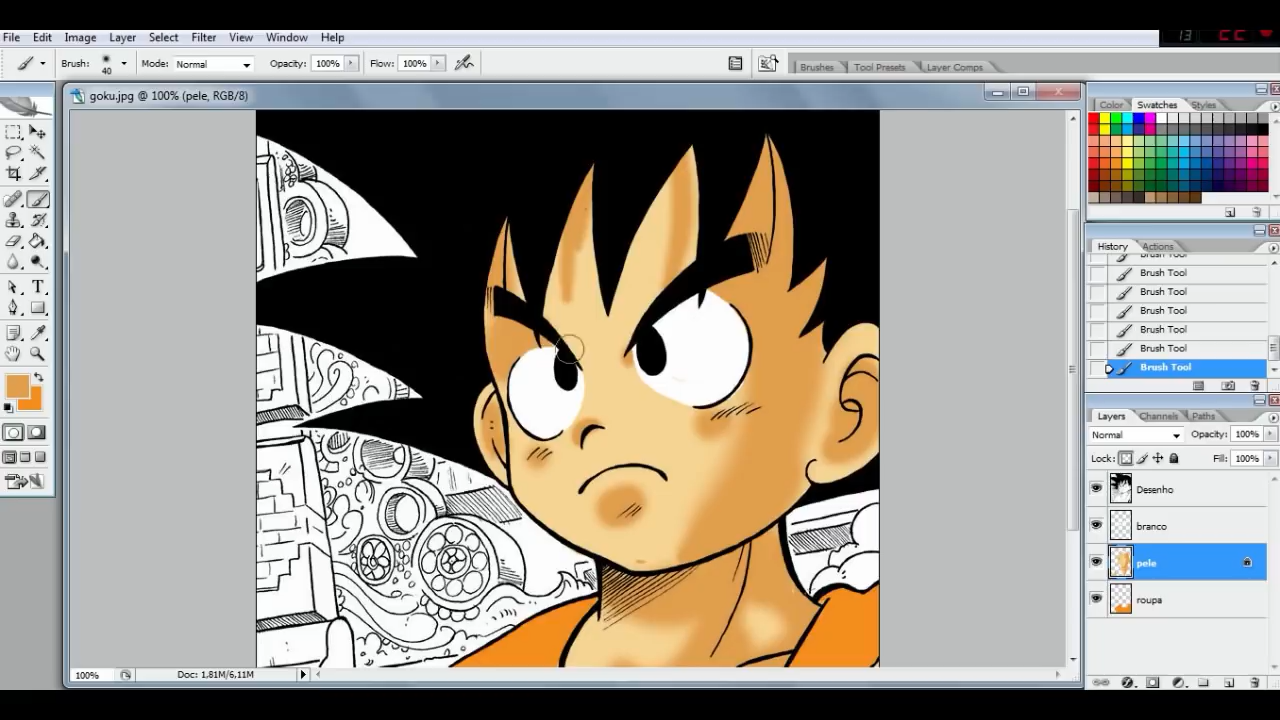 File Edit Image Layer Select Filter View Window Help
13
Brush: 40 Mode: Normal Opacity: 100% Flow: 100% Brushes Tool Presets Layer Comps
goku.jpg @ 100% (pele, RGB/8)
Color Swatches Styles
History Actions
Brush Tool
Brush Tool
Brush Tool
Brush Tool
Brush Tool
Brush Tool
Brush Tool
Layers Channels Paths
Normal Opacity: 100%
Lock: Fill: 100%
Desenho
branco
pele
roupa
100% Doc: 1,81M/6,11M